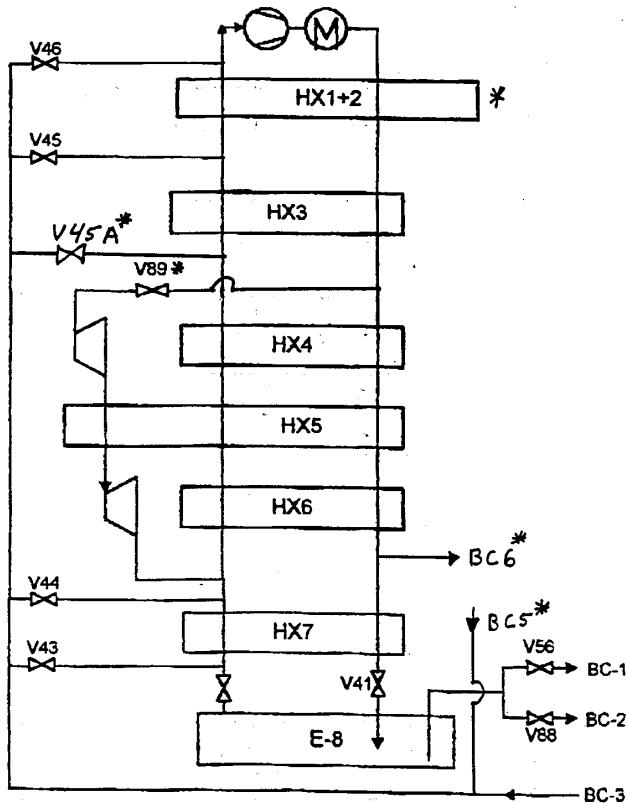 V46
M
HX1+2 *
V45
HX3
V45A*
V89*
HX4
HX5
HX6
BC6*
V44
HX7
BC5*
V43
V41
V56
BC-1
E-8
V88
BC-2
BC-3